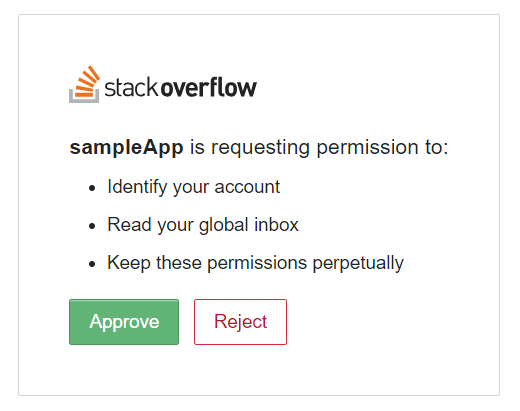 stackoverflow
sampleApp is requesting permission to:
• Identify your account
• Read your global inbox
• Keep these permissions perpetually
Approve Reject